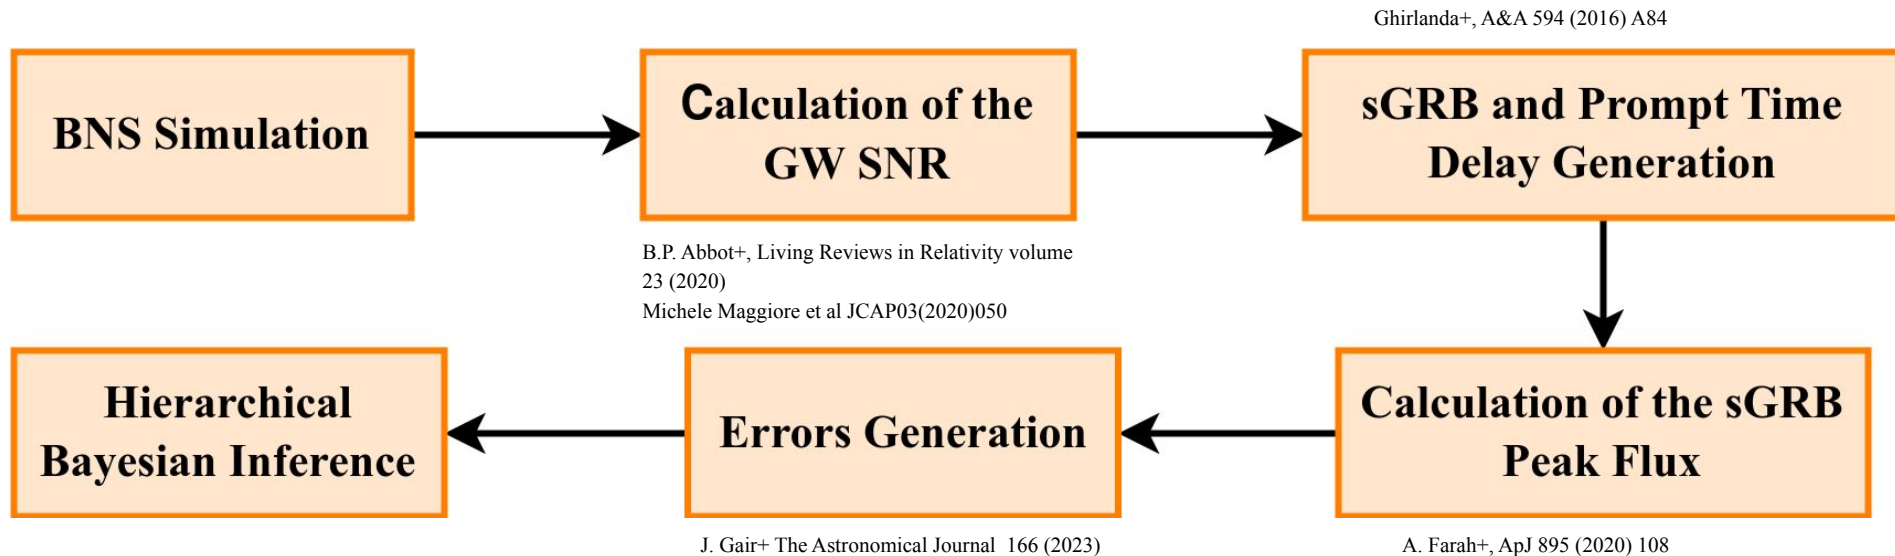 Ghirlanda+, A&A 594 (2016) A84
BNS Simulation
Calculation of the
GW SNR
sGRB and Prompt Time
Delay Generation
B.P. Abbot+, Living Reviews in Relativity volume
23 (2020)
Michele Maggiore et al JCAP03(2020)050
Hierarchical
Bayesian Inference
Errors Generation
Calculation of the sGRB
Peak Flux
J. Gair+ The Astronomical Journal 166 (2023)
A. Farah+, ApJ 895 (2020) 108